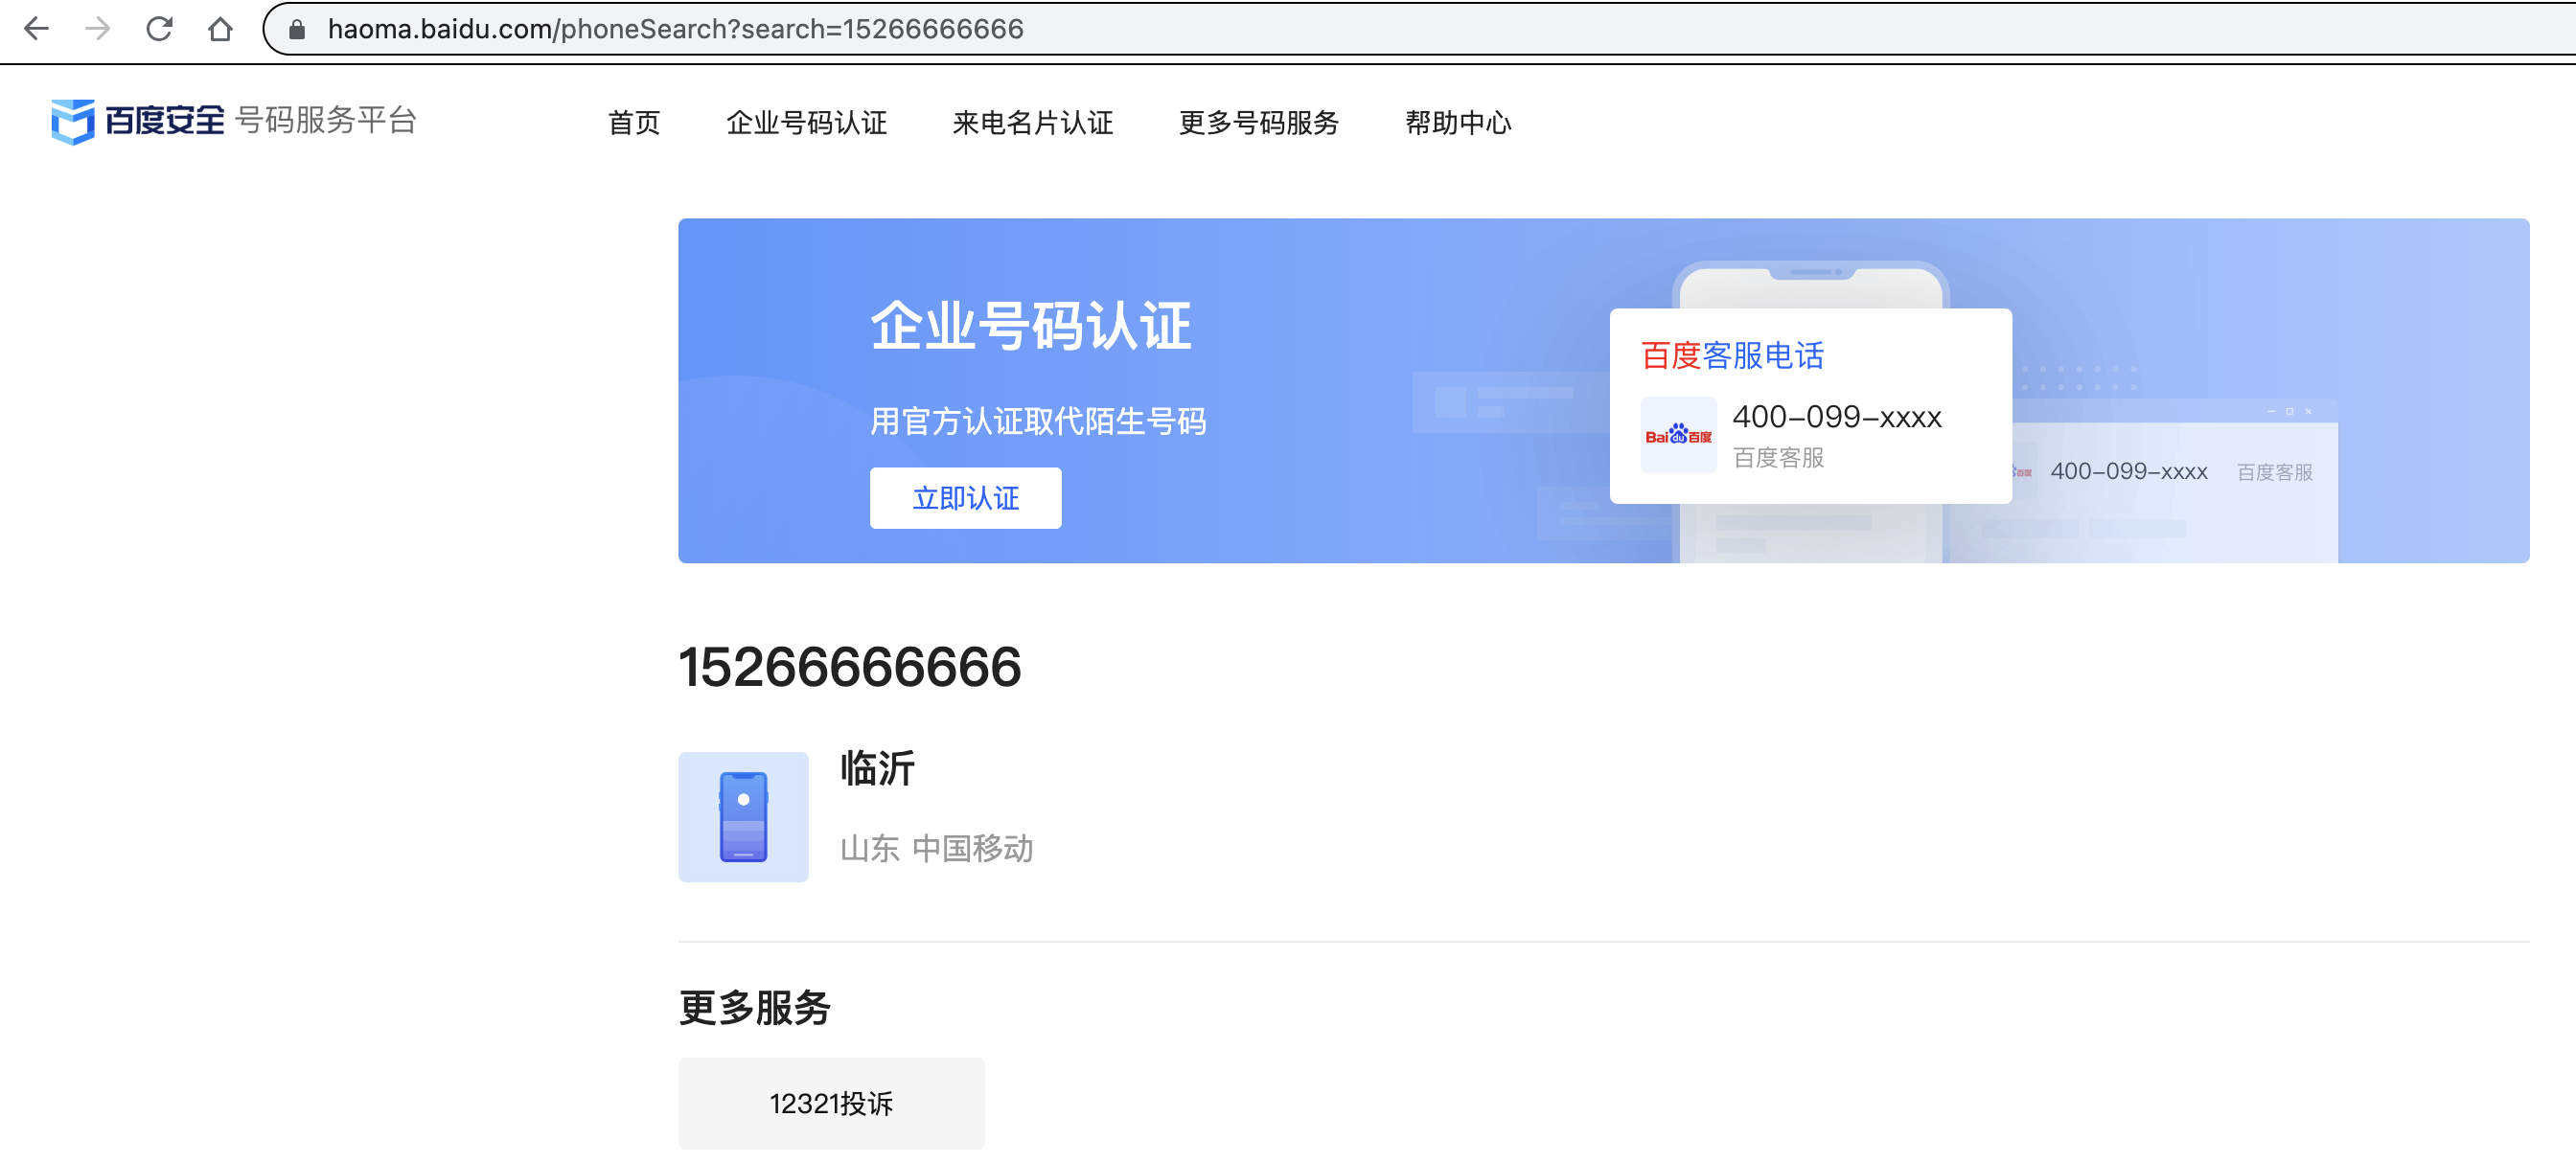 haoma.baidu.com/phoneSearch?search=15266666666
百度安全 号码服务平台 首页 企业号码认证 来电名片认证 更多号码服务 帮助中心
企业号码认证
用官方认证取代陌生号码
立即认证
百度客服电话
Baidu百度 400-099-xxxx
百度客服
400-099-xxxx 百度客服
15266666666
临沂
山东 中国移动
更多服务
12321投诉